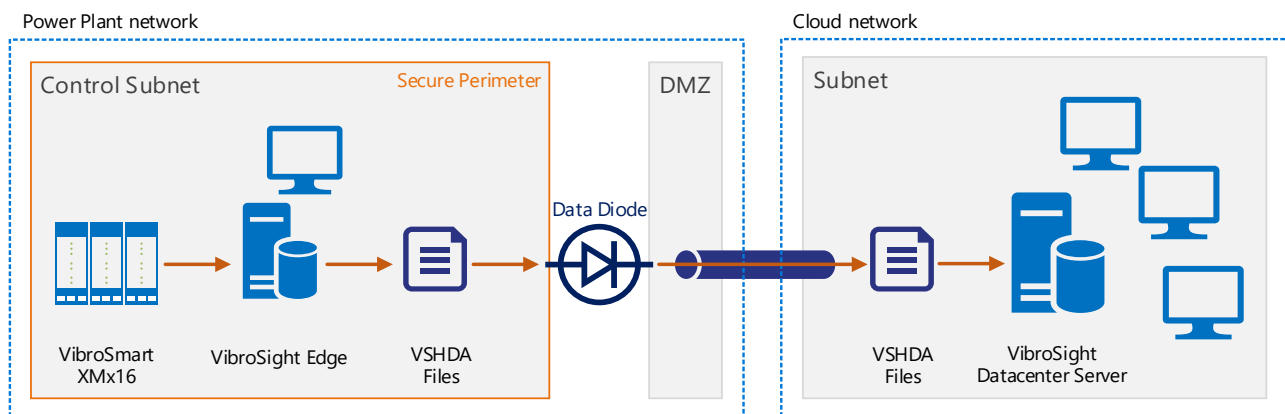 Power Plant network
Cloud network
Control Subnet
Secure Perimeter
DMZ
Subnet
Data Diode
VibroSmart
XMx16
VibroSight Edge
VSHDA
Files
VSHDA
Files
VibroSight
Datacenter Server